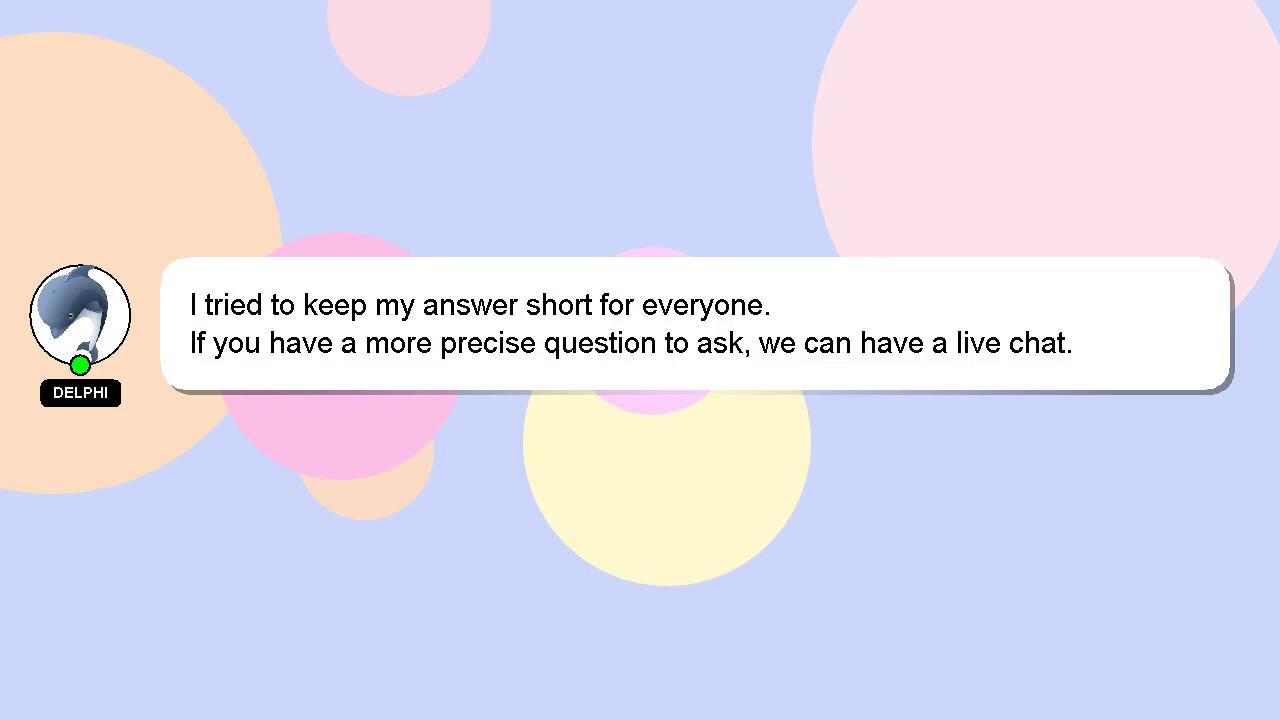 I tried to keep my answer short for everyone.
If you have a more precise question to ask, we can have a live chat.
DELPHI